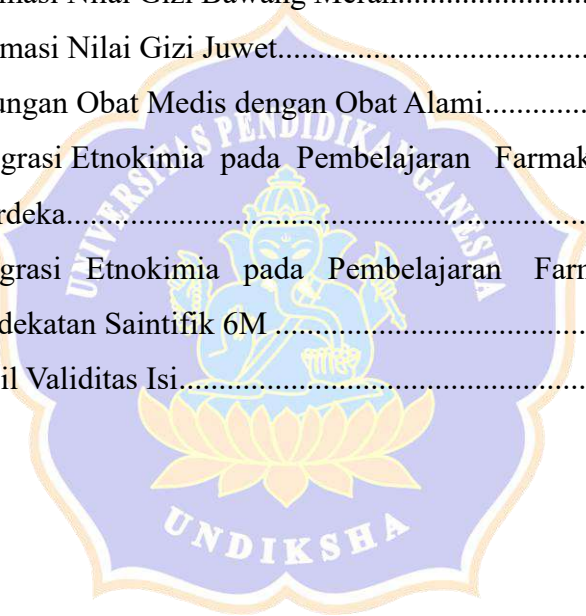 masi Nilai Gizi Bawang Merah....................
masi Nilai Gizi Juwet.................................
ungan Obat Medis dengan Obat Alami.............
grasi Etnokimia pada Pembelajaran Farmak
rdeka..............................................................
grasi Etnokimia pada Pembelajaran Farm
dekatan Saintifik 6M ......................................
il Validitas Isi................................................
UNIVERSITAS PENDIDIKAN GANESHA
UNDIKSHA